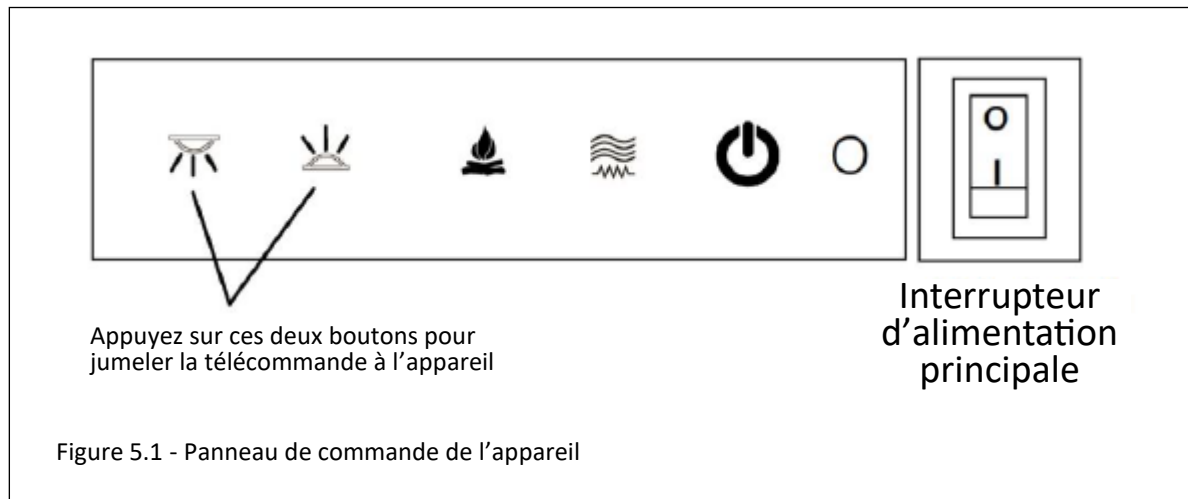 O
I
Interrupteur
d’alimentation
principale
Appuyez sur ces deux boutons pour
jumeler la télécommande à l’appareil
Figure 5.1 - Panneau de commande de l’appareil